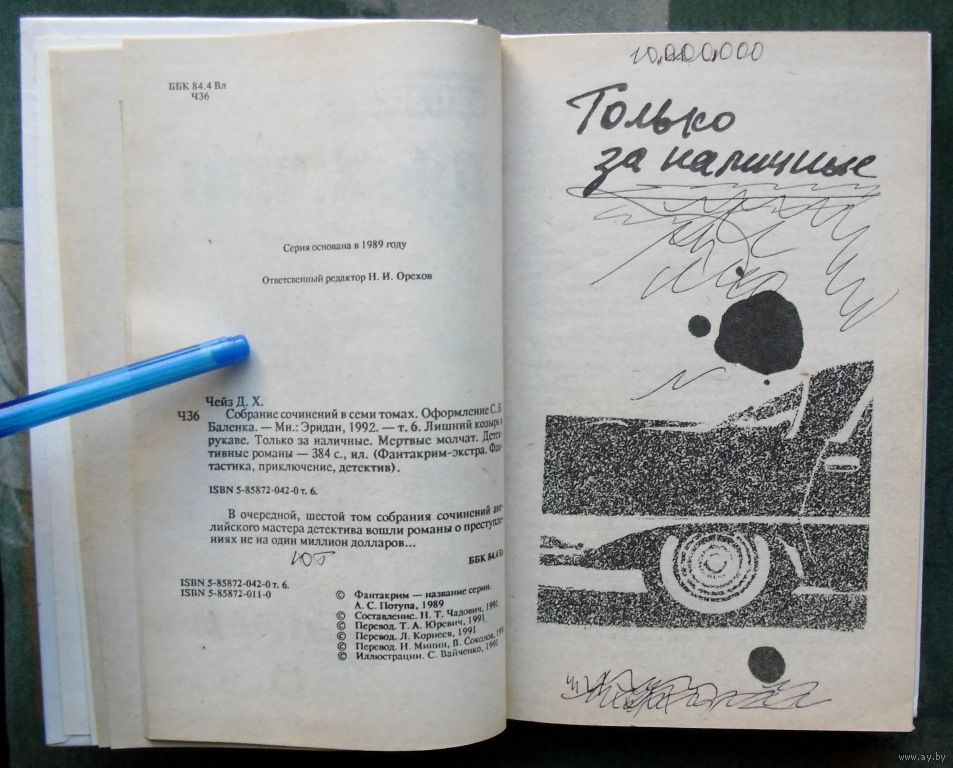 ББК 84.4 Вл
Ч36
Серия основана в 1989 году
Ответсвенный редактор Н. И. Орехов
Чейз Д. Х.
Ч36
Собрание сочинений в семи томах. Оформление С. В.
Баленка. — Мн.: Эридан, 1992. — т. 6. Лишний козырь в
рукаве. Только за наличные. Мертвые молчат. Детек-
тивные романы — 384 с., ил. (Фантакрим-экстра. Фан-
тастика, приключение, детектив).
ISBN 5-85872-042-0 т. 6.
В очередной, шестой том собрания сочинений анг-
лийского мастера детектива вошли романы о преступле-
ниях не на один миллион долларов...
ББК 84.4 Вл
ISBN 5-85872-042-0 т. 6.
ISBN 5-85872-011-0
© Фантакрим — название серии.
А. С. Потупа, 1989
© Составление. Н. Т. Чадович, 1991
© Перевод. Т. А. Юревич, 1991
© Перевод. Л. Корнеев, 1991
© Перевод. Н. Минин, В. Соколов, 1991
© Иллюстрации. С. Вайченко, 1991
10.000.000
Только
за наличные
www.ay.by